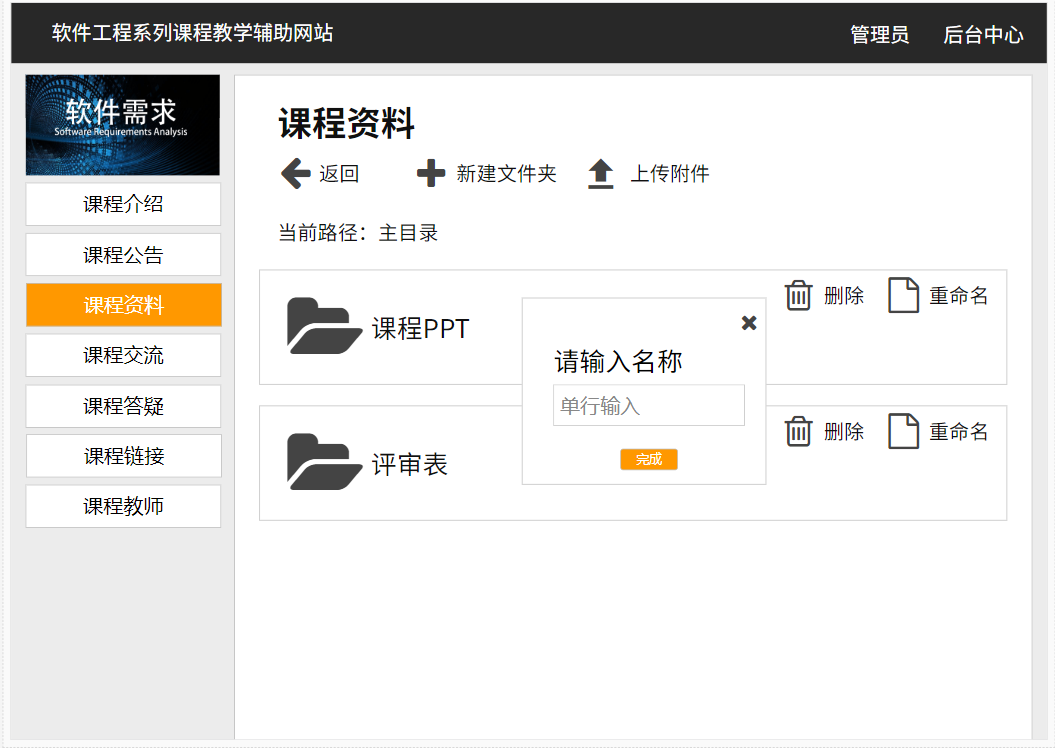 软件工程系列课程教学辅助网站
管理员 后台中心
软件需求
Software Requirements Analysis
课程介绍
课程公告
课程资料
课程交流
课程答疑
课程链接
课程教师
课程资料
返回 新建文件夹 上传附件
当前路径：主目录
课程PPT
删除 重命名
请输入名称
单行输入
完成
评审表
删除 重命名